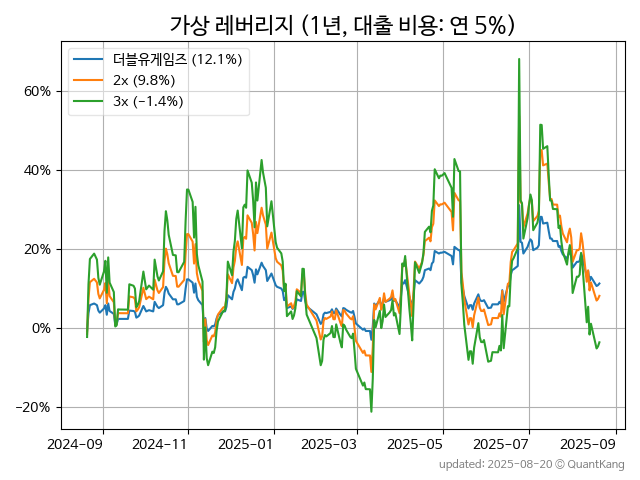 가상 레버리지 (1년, 대출 비용: 연 5%)
더블유게임즈 (12.1%)
2x (9.8%)
3x (−1.4%)
60%
40%
20%
0%
−20%
2024-09 2024-11 2025-01 2025-03 2025-05 2025-07 2025-09
updated: 2025-08-20 © QuantKang